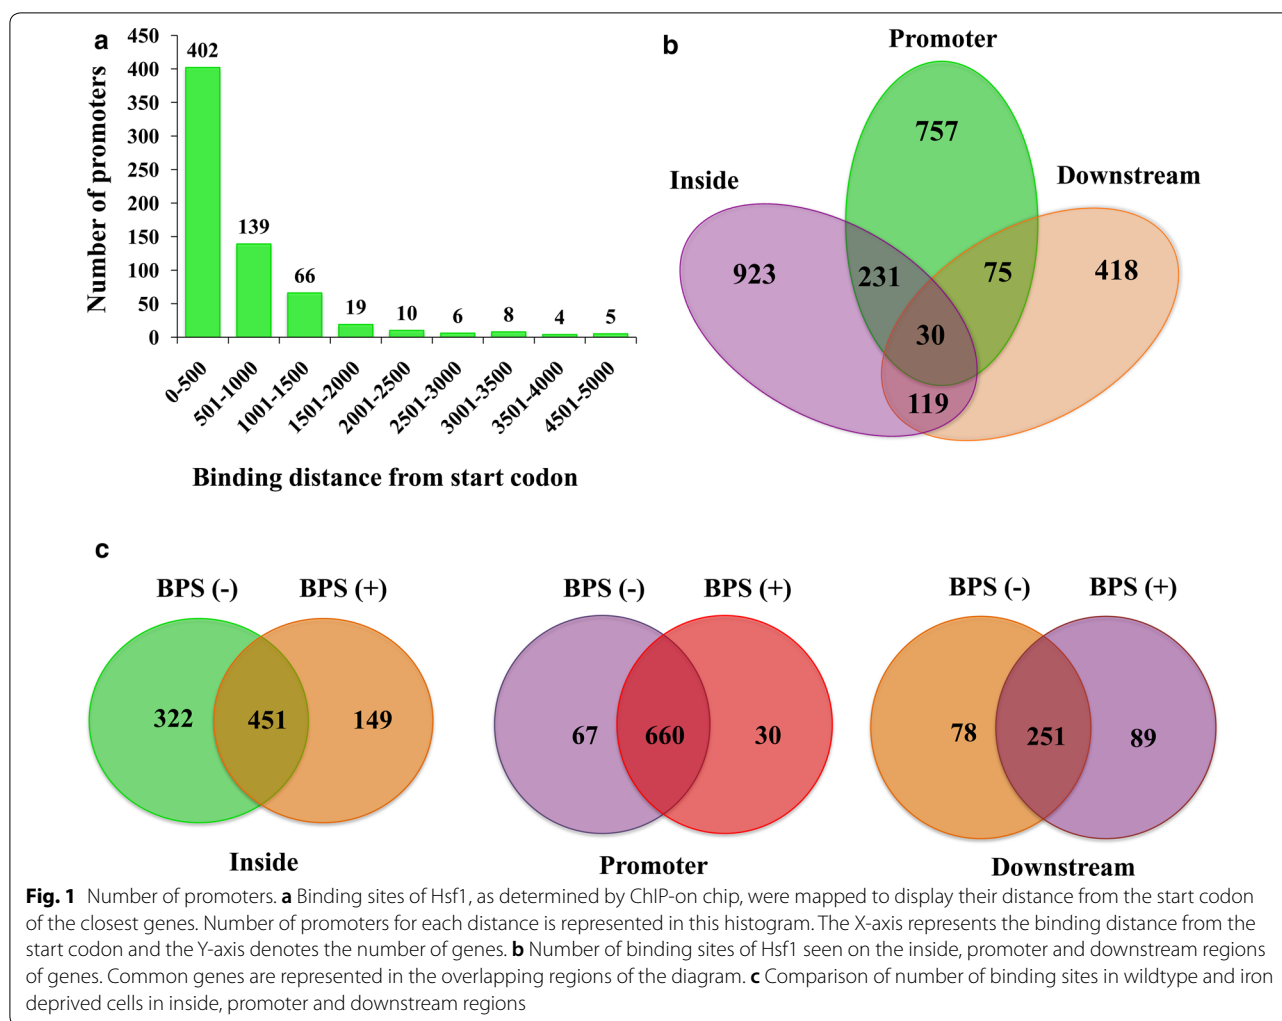 a
450
400
350
300
250
200
150
100
50
0
Number of promoters
402
139
66
19
10
6
8
4
5
0-500
501-1000
1001-1500
1501-2000
2001-2500
2501-3000
3001-3500
3501-4000
4501-5000
Binding distance from start codon
b
Promoter
Inside
Downstream
757
923
231
75
418
30
119
c
BPS (-)
BPS (+)
322
451
149
Inside
BPS (-)
BPS (+)
67
660
30
Promoter
BPS (-)
BPS (+)
78
251
89
Downstream
Fig. 1 Number of promoters. a Binding sites of Hsf1, as determined by ChIP-on chip, were mapped to display their distance from the start codon
of the closest genes. Number of promoters for each distance is represented in this histogram. The X-axis represents the binding distance from the
start codon and the Y-axis denotes the number of genes. b Number of binding sites of Hsf1 seen on the inside, promoter and downstream regions
of genes. Common genes are represented in the overlapping regions of the diagram. c Comparison of number of binding sites in wildtype and iron
deprived cells in inside, promoter and downstream regions